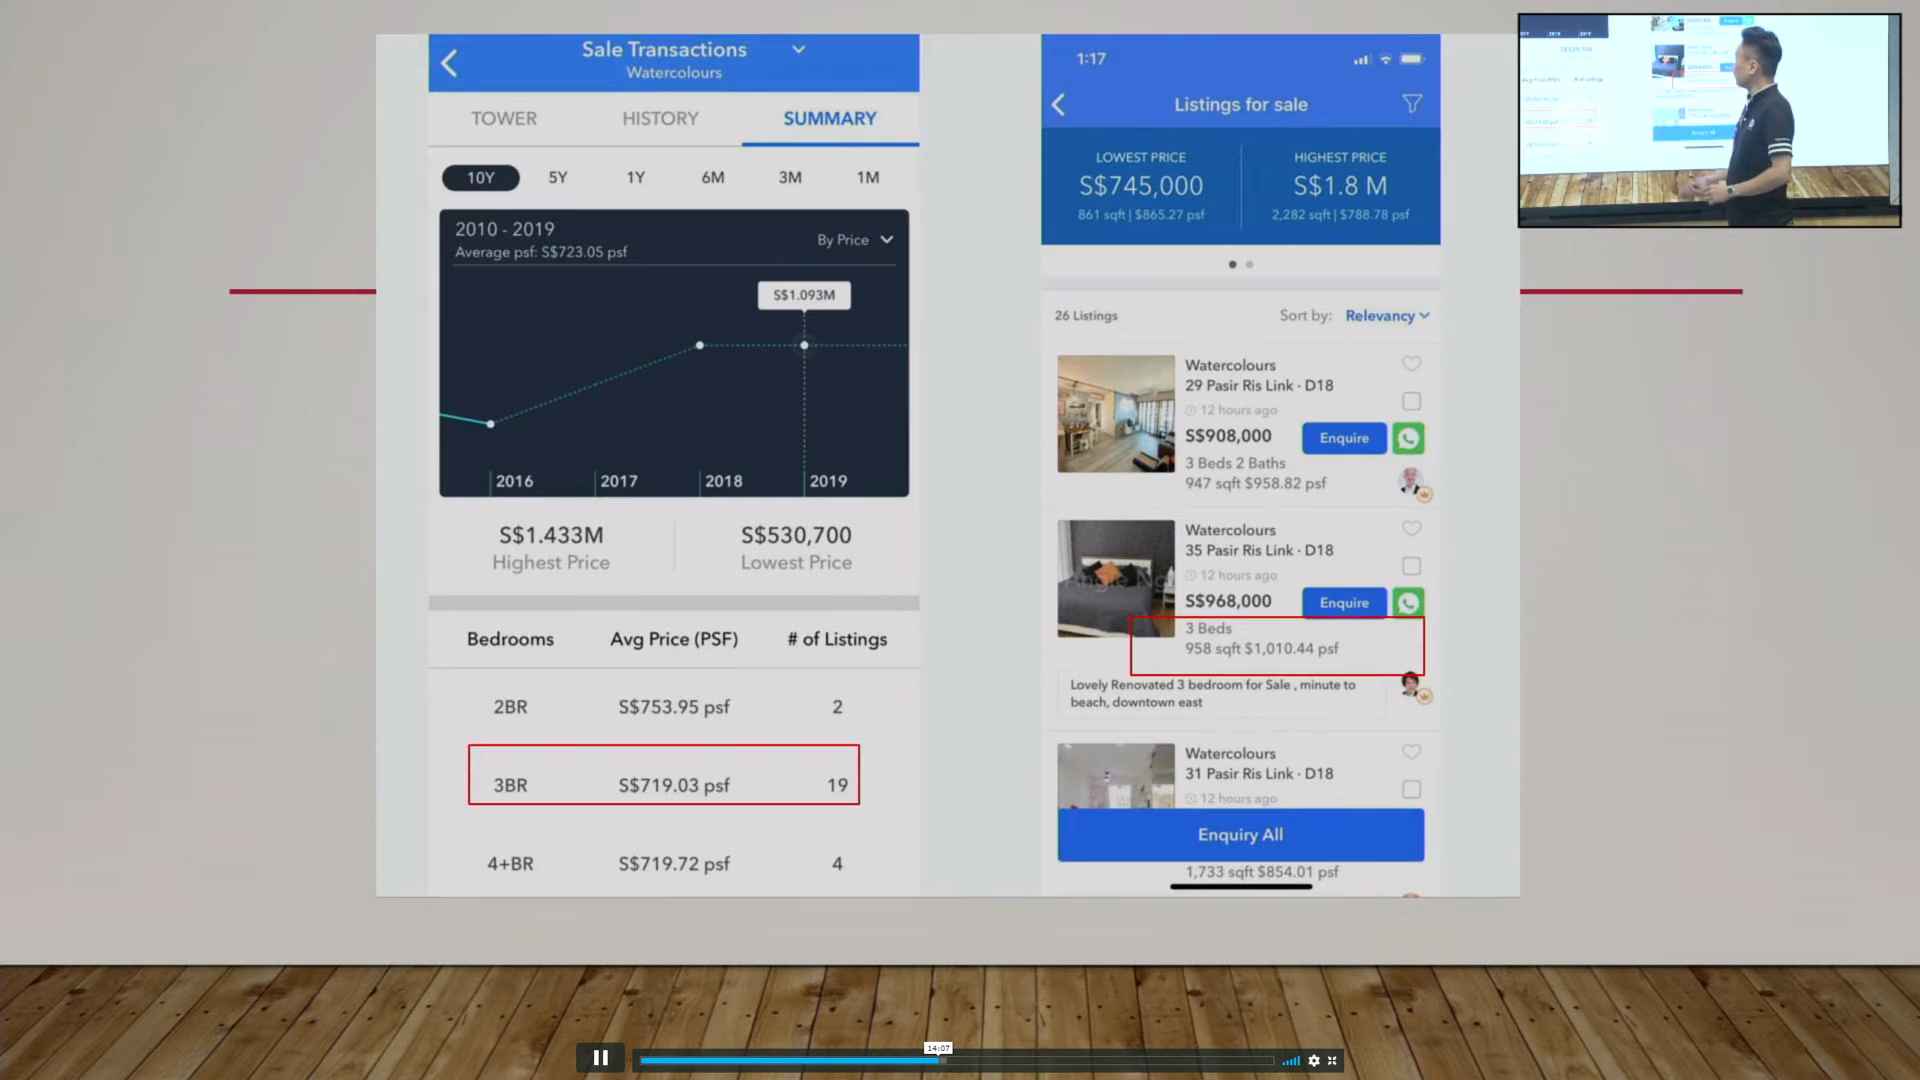 Sale Transactions
Watercolours
TOWER HISTORY SUMMARY
10Y 5Y 1Y 6M 3M 1M
2010 - 2019
Average psf: S$723.05 psf
By Price
S$1.093M
2016 2017 2018 2019
S$1.433M S$530,700
Highest Price Lowest Price
Bedrooms Avg Price (PSF) # of Listings
2BR S$753.95 psf 2
3BR S$719.03 psf 19
4+BR S$719.72 psf 4
1:17
Listings for sale
LOWEST PRICE HIGHEST PRICE
S$745,000 S$1.8 M
861 sqft | $865.27 psf 2,282 sqft | $788.78 psf
26 Listings Sort by: Relevancy
Watercolours
29 Pasir Ris Link · D18
12 hours ago
S$908,000 Enquire
3 Beds 2 Baths
947 sqft $958.82 psf
Watercolours
35 Pasir Ris Link · D18
12 hours ago
S$968,000 Enquire
3 Beds
958 sqft $1,010.44 psf
Lovely Renovated 3 bedroom for Sale , minute to
beach, downtown east
Watercolours
31 Pasir Ris Link · D18
12 hours ago
Enquiry All
1,733 sqft $854.01 psf
14:07